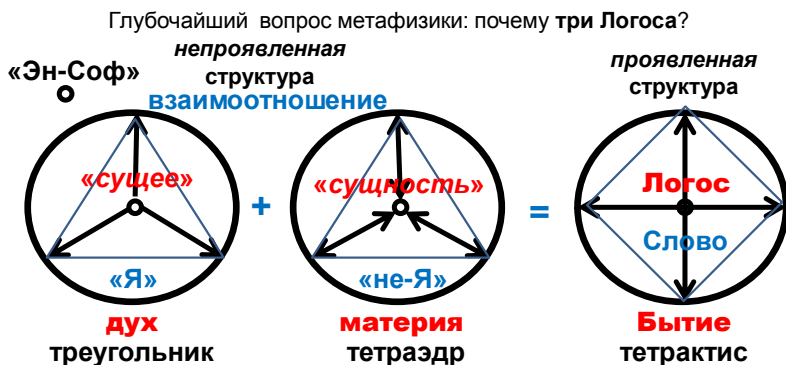 Глубочайший вопрос метафизики: почему три Логоса?
«Эн-Соф»
непроявленная
структура
взаимоотношение
проявленная
структура
«сущее»
+
«сущность»
=
Логос
Слово
«Я»
«не-Я»
дух
треугольник
материя
тетраэдр
Бытие
тетрактис